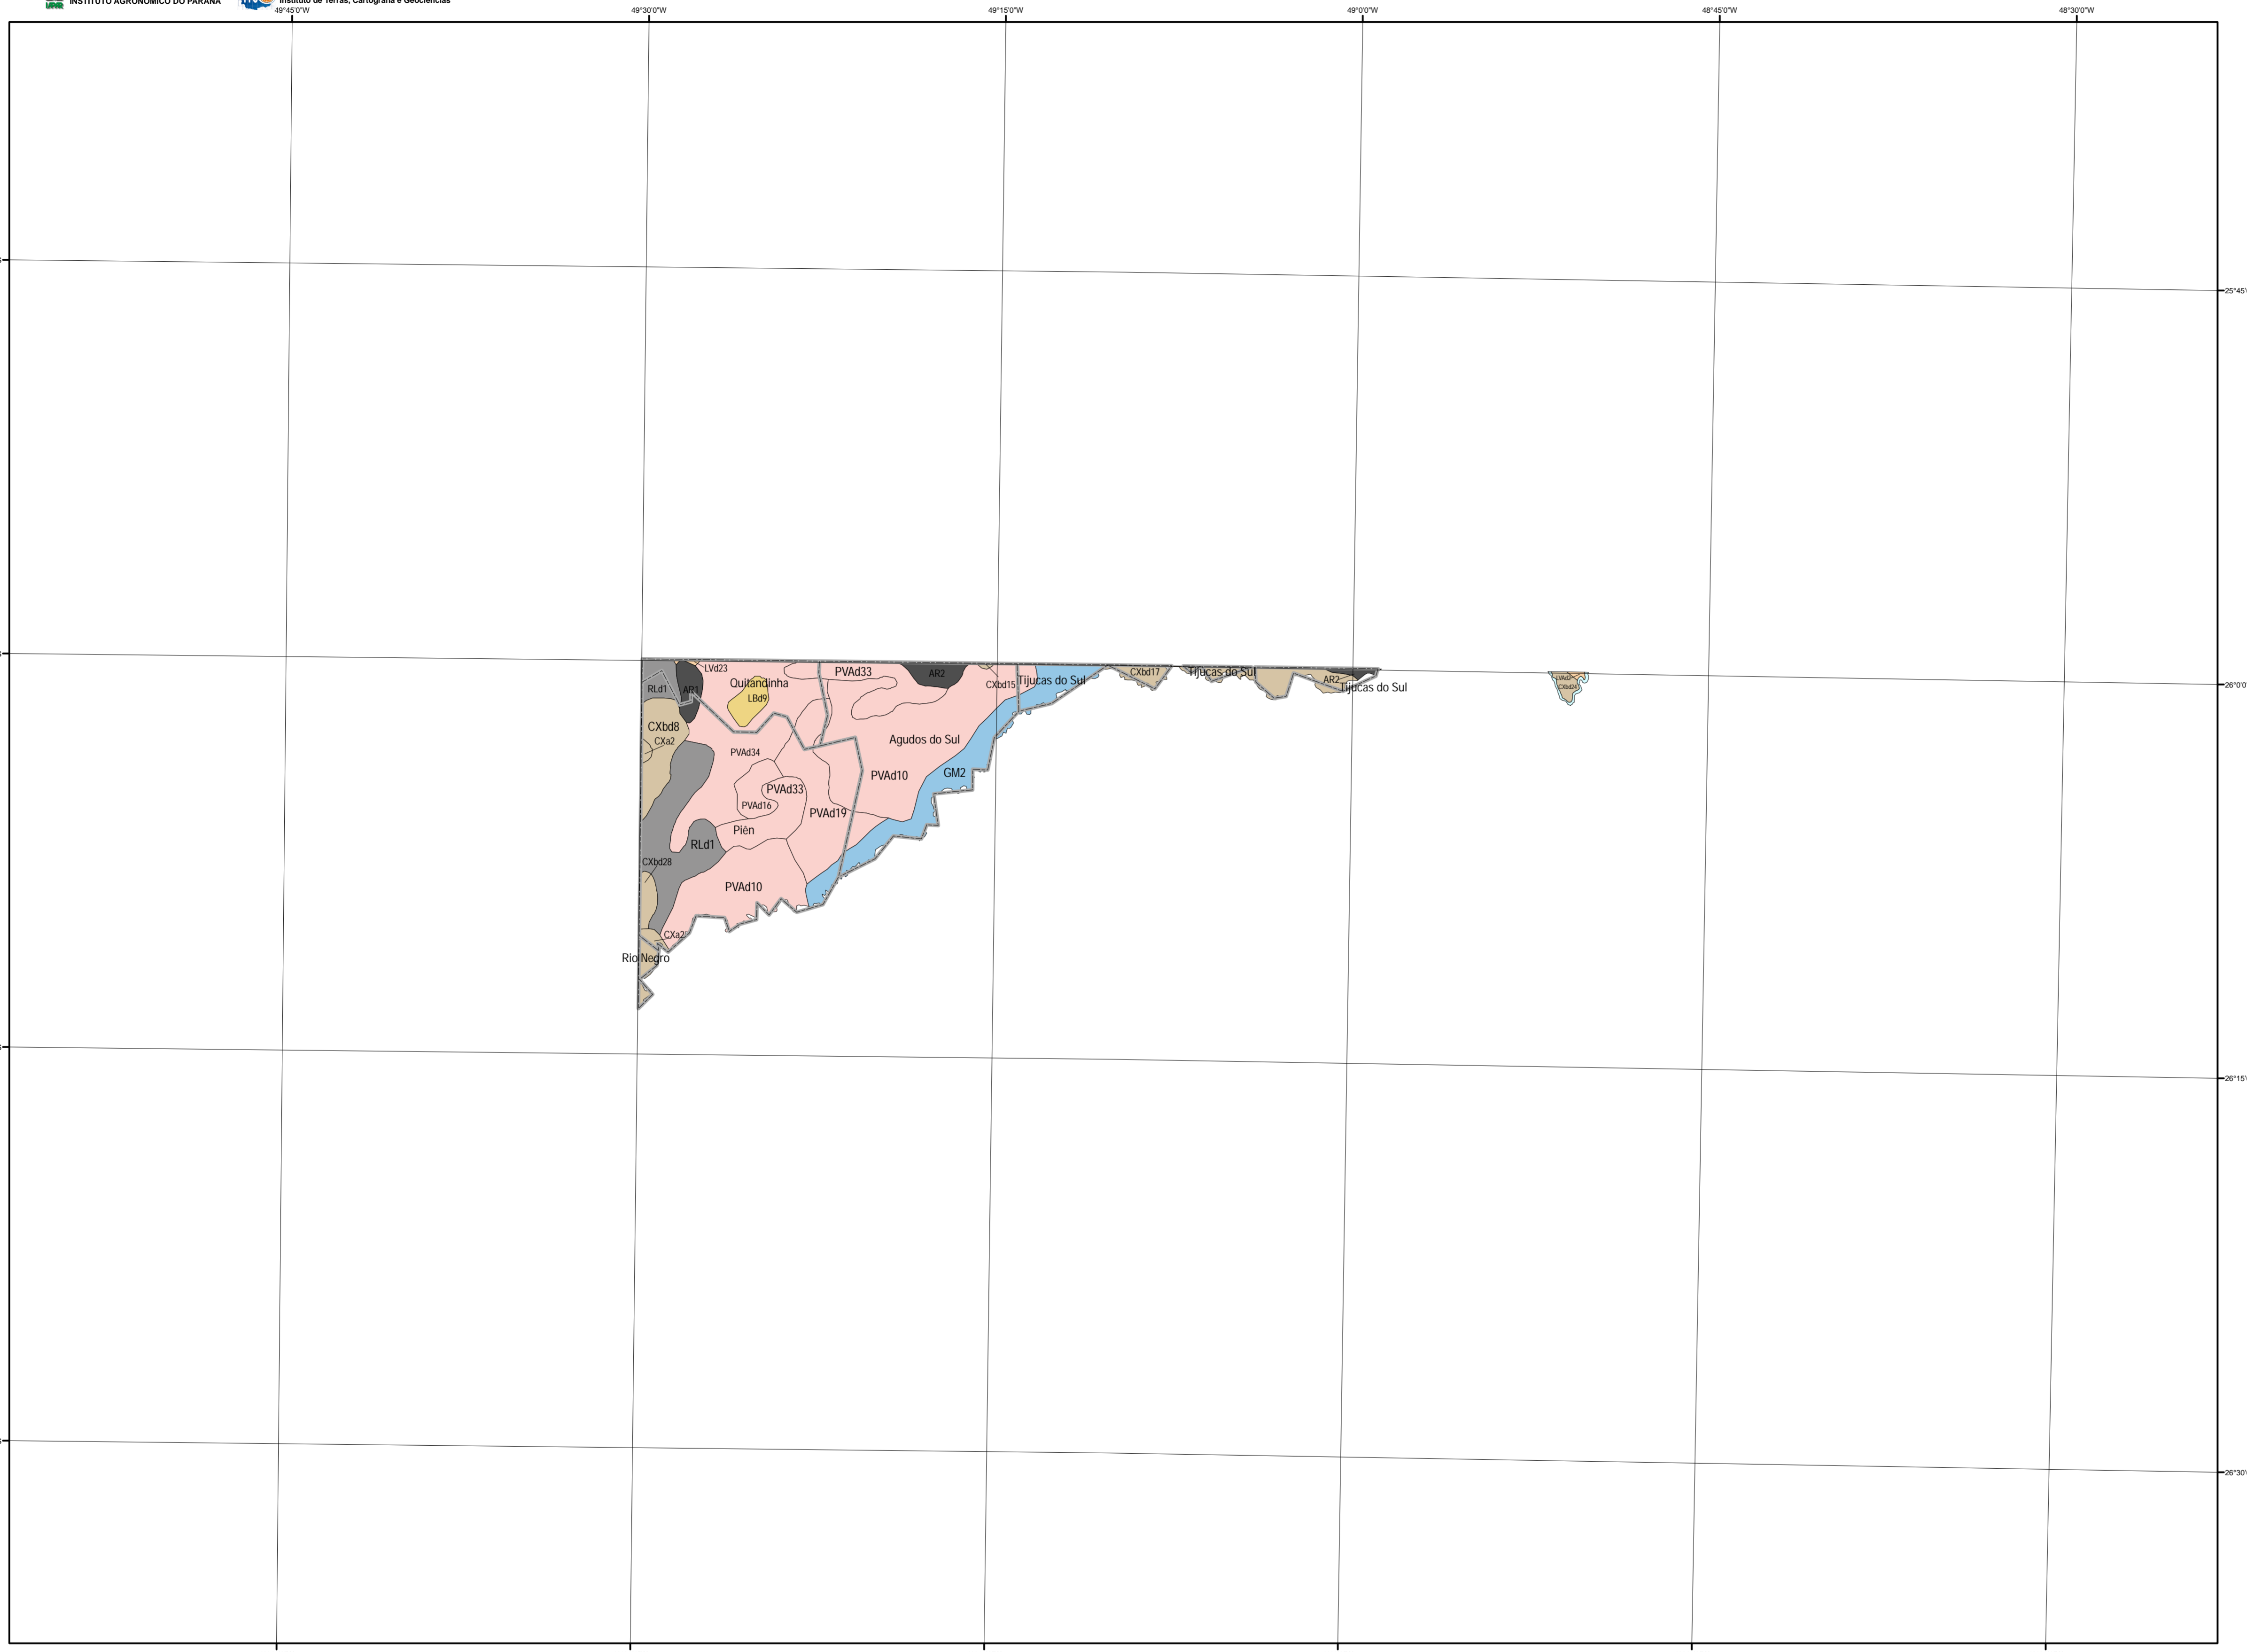 INSTITUTO AGRONÔMICO DO PARANÁ
Instituto de Terras, Cartografia e Geociências
49°45'0"W
49°30'0"W
49°15'0"W
49°0'0"W
48°45'0"W
48°30'0"W
25°45'
26°0'0
26°15'
26°30'
LVd23
RLd1
AR1
Quitandinha
LBd9
PVAd33
AR2
CXbd15
Tijucas do Sul
CXbd17
Tijucas do Sul
AR2
Tijucas do Sul
CXbd24
CXbd8
CXa2
PVAd34
Agudos do Sul
PVAd10
GM2
PVAd33
PVAd16
PVAd19
Piên
RLd1
CXbd28
PVAd10
Rio Negro